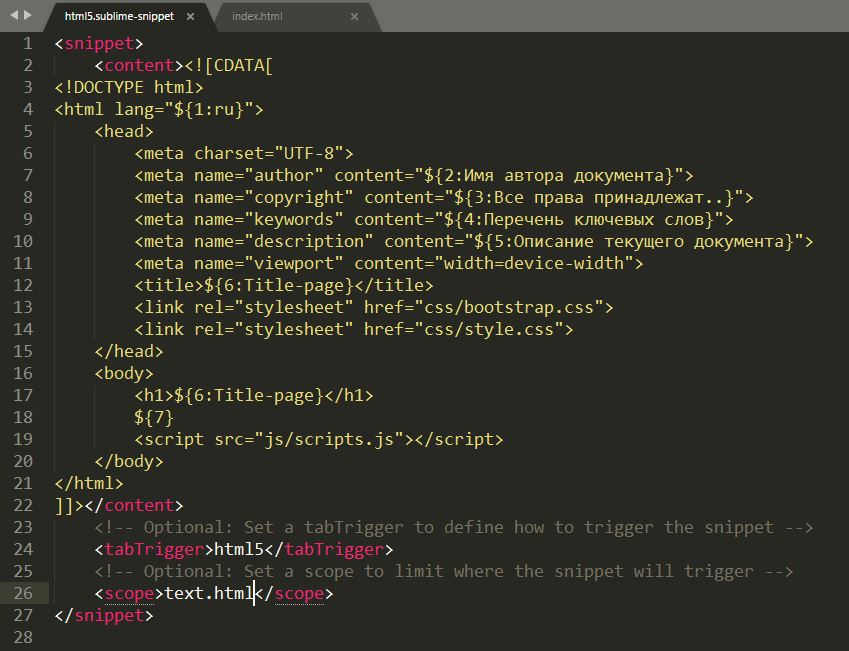 html5.sublime-snippet × index.html ×
1 <snippet>
2     <content><![CDATA[
3 <!DOCTYPE html>
4 <html lang="${1:ru}">
5     <head>
6         <meta charset="UTF-8">
7         <meta name="author" content="${2:Имя автора документа}">
8         <meta name="copyright" content="${3:Все права принадлежат..}">
9         <meta name="keywords" content="${4:Перечень ключевых слов}">
10         <meta name="description" content="${5:Описание текущего документа}">
11         <meta name="viewport" content="width=device-width">
12         <title>${6:Title-page}</title>
13         <link rel="stylesheet" href="css/bootstrap.css">
14         <link rel="stylesheet" href="css/style.css">
15     </head>
16     <body>
17         <h1>${6:Title-page}</h1>
18         ${7}
19         <script src="js/scripts.js"></script>
20     </body>
21 </html>
22 ]]></content>
23     <!-- Optional: Set a tabTrigger to define how to trigger the snippet -->
24     <tabTrigger>html5</tabTrigger>
25     <!-- Optional: Set a scope to limit where the snippet will trigger -->
26     <scope>text.html</scope>
27 </snippet>
28